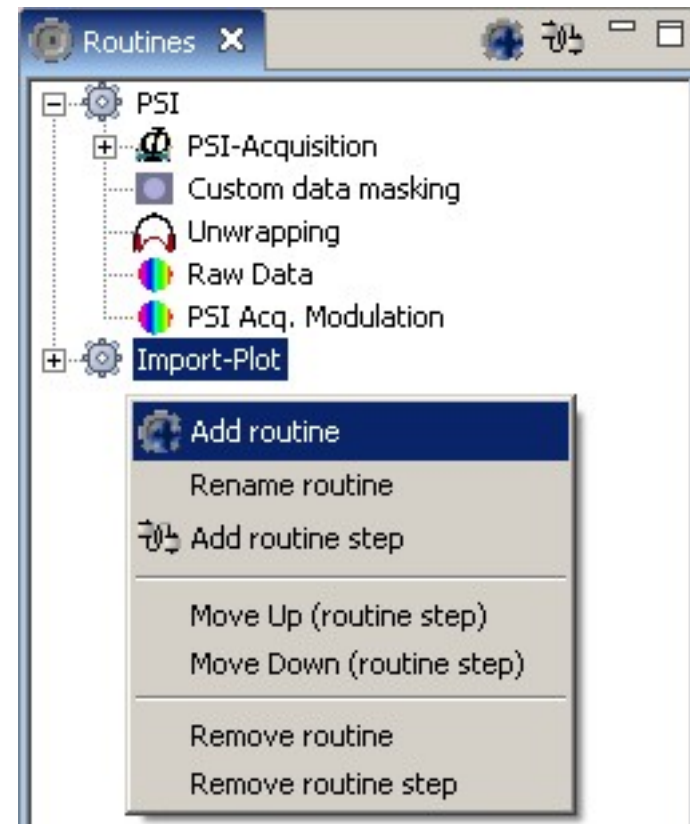 Routines
PSI
PSI-Acquisition
Custom data masking
Unwrapping
Raw Data
PSI Acq. Modulation
Import-Plot
Add routine
Rename routine
Add routine step
Move Up (routine step)
Move Down (routine step)
Remove routine
Remove routine step